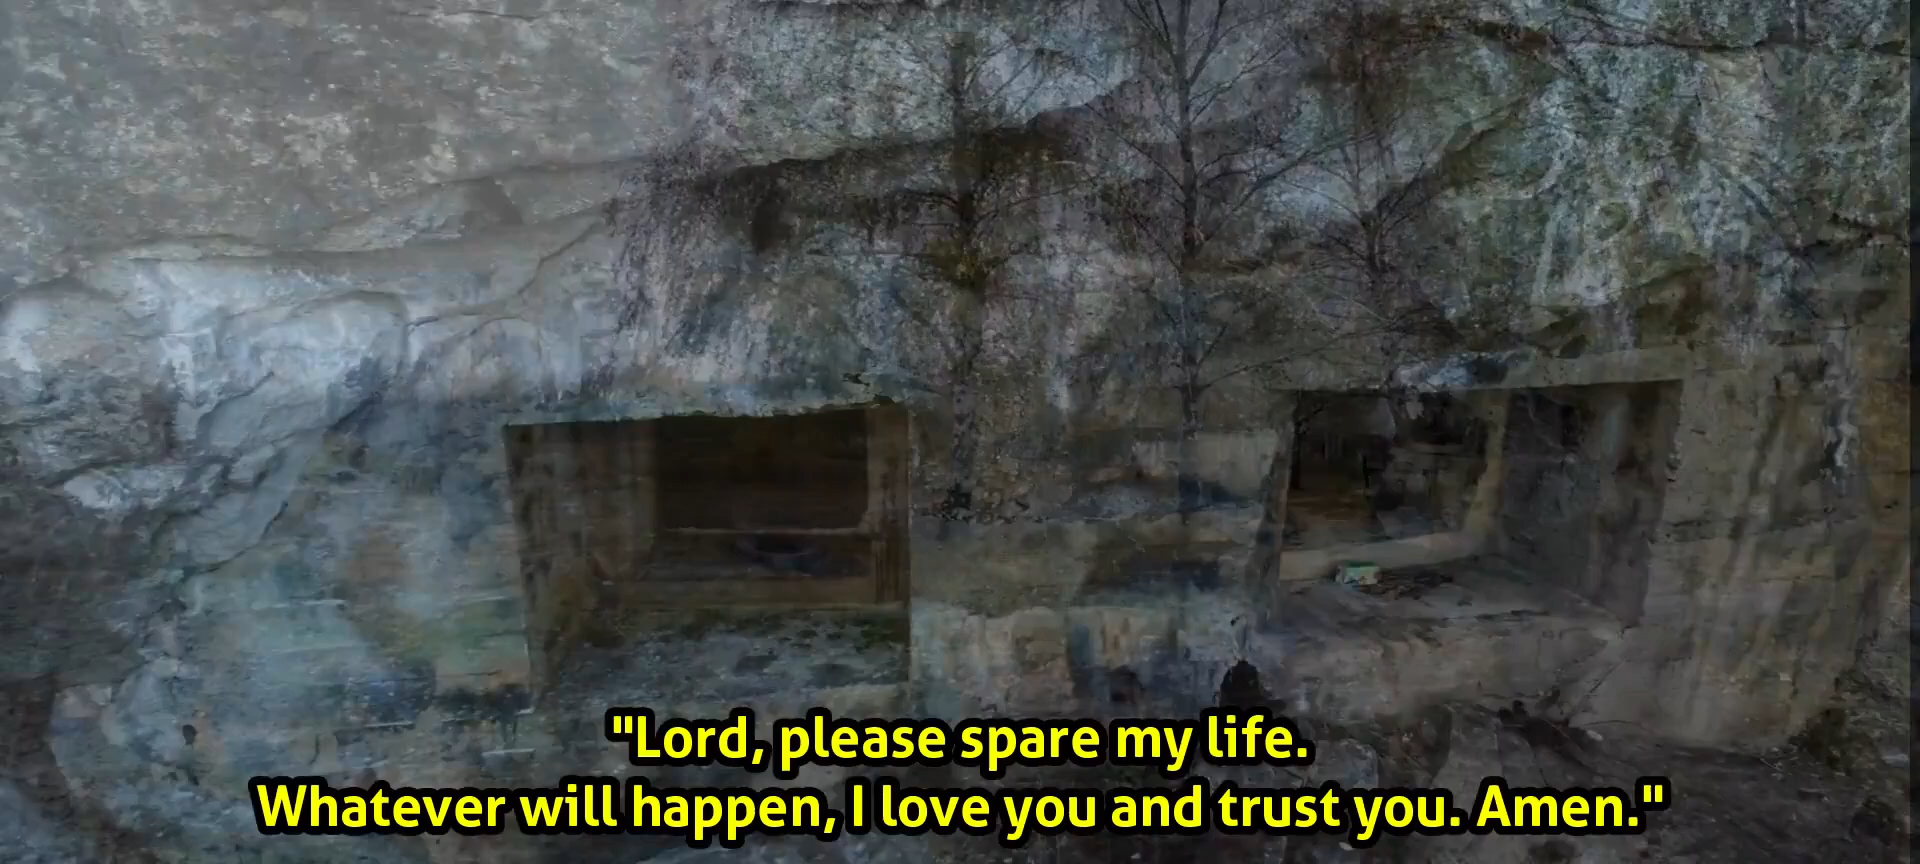 "Lord, please spare my life.
Whatever will happen, I love you and trust you. Amen."